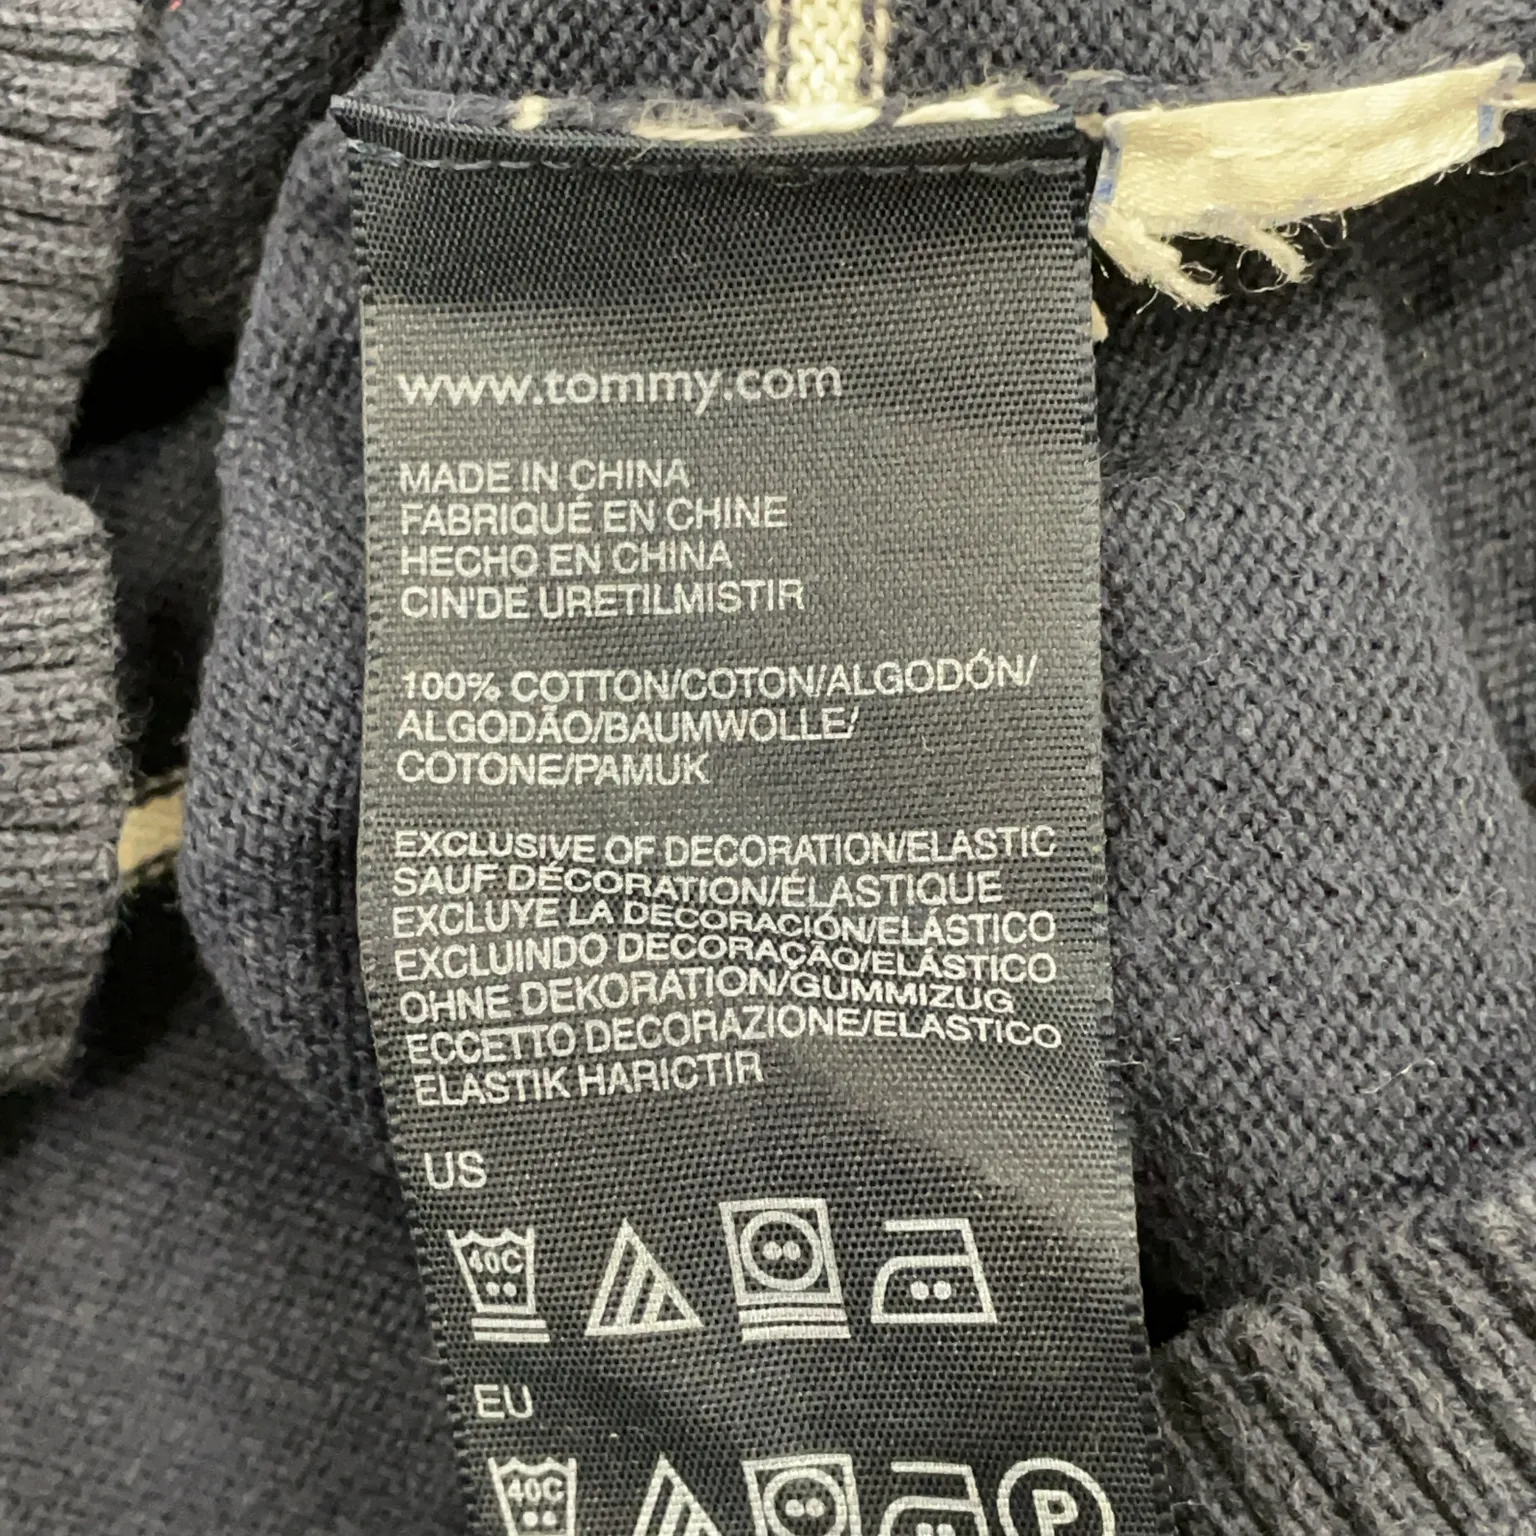 www.tommy.com
MADE IN CHINA
FABRIQUÉ EN CHINE
HECHO EN CHINA
CIN'DE URETILMISTIR
100% COTTON/COTON/ALGODÓN/
ALGODÃO/BAUMWOLLE/
COTONE/PAMUK
EXCLUSIVE OF DECORATION/ELASTIC
SAUF DÉCORATION/ÉLASTIQUE
EXCLUYE LA DECORACIÓN/ELÁSTICO
EXCLUINDO DECORAÇÃO/ELÁSTICO
OHNE DEKORATION/GUMMIZUG
ECCETTO DECORAZIONE/ELASTICO
ELASTIK HARICTIR
US
40C
EU
40C P